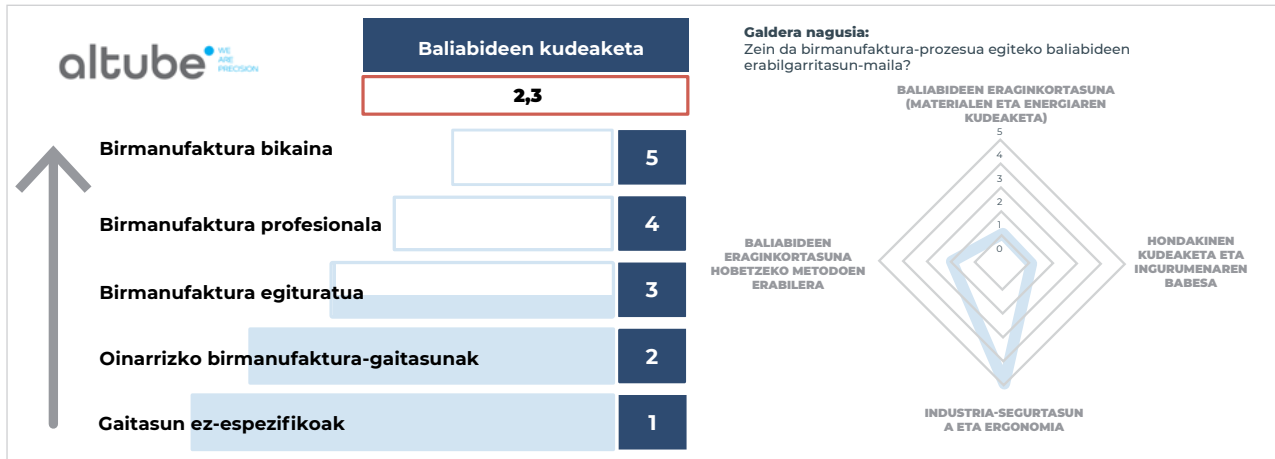 altube
WE
ARE
PRECISION
Baliabideen kudeaketa
2,3
Birmanufaktura bikaina
5
Birmanufaktura profesionala
4
Birmanufaktura egituratua
3
Oinarrizko birmanufaktura-gaitasunak
2
Gaitasun ez-espezifikoak
1
Galdera nagusia:
Zein da birmanufaktura-prozesua egiteko baliabideen
erabilgarritasun-maila?
BALIABIDEEN ERAGINKORTASUNA
(MATERIALEN ETA ENERGIAREN
KUDEAKETA)
5
4
3
2
1
0
BALIABIDEEN
ERAGINKORTASUNA
HOBETZEKO METODOEN
ERABILERA
HONDAKINEN
KUDEAKETA ETA
INGURUMENAREN
BABESA
INDUSTRIA-SEGURTASUN
A ETA ERGONOMIA